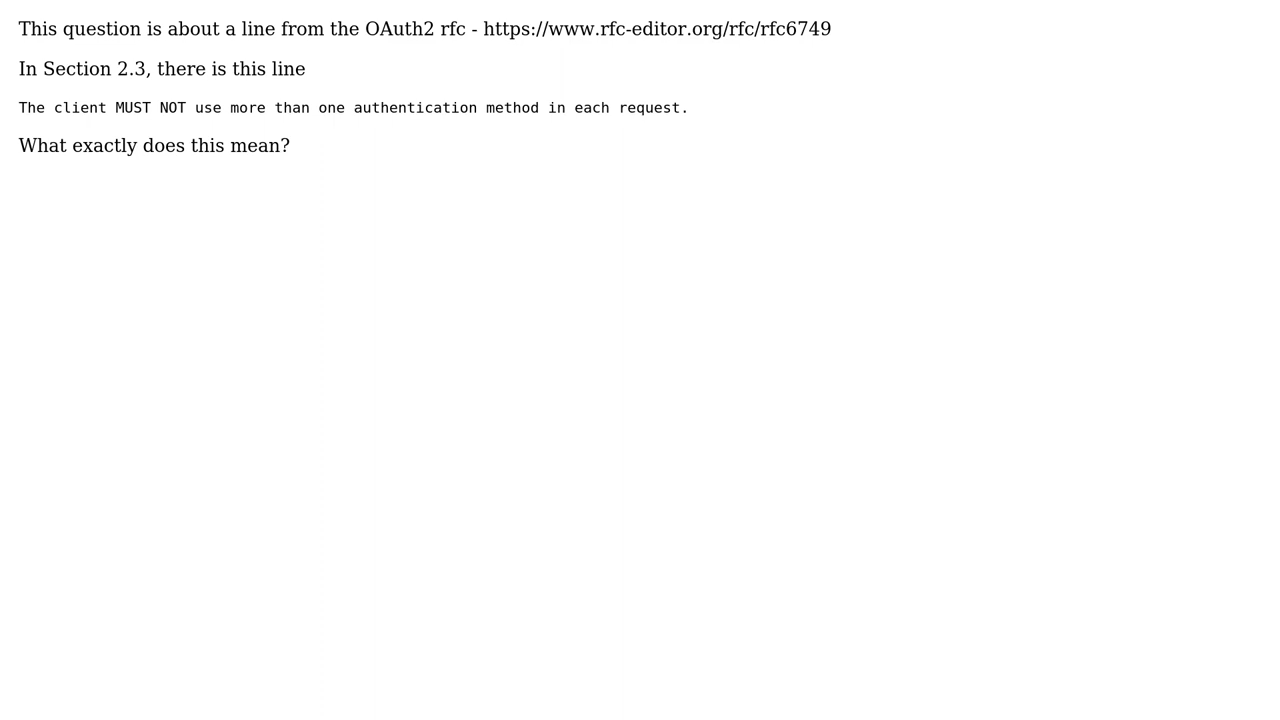 This question is about a line from the OAuth2 rfc - https://www.rfc-editor.org/rfc/rfc6749
In Section 2.3, there is this line
The client MUST NOT use more than one authentication method in each request.
What exactly does this mean?